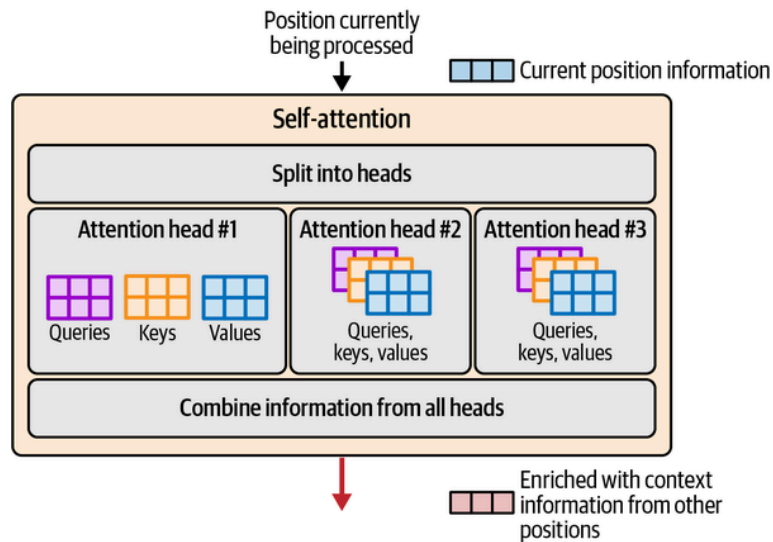 Position currently
being processed
Current position information
Self-attention
Split into heads
Attention head #1
Queries
Keys
Values
Attention head #2
Queries,
keys, values
Attention head #3
Queries,
keys, values
Combine information from all heads
Enriched with context
information from other
positions